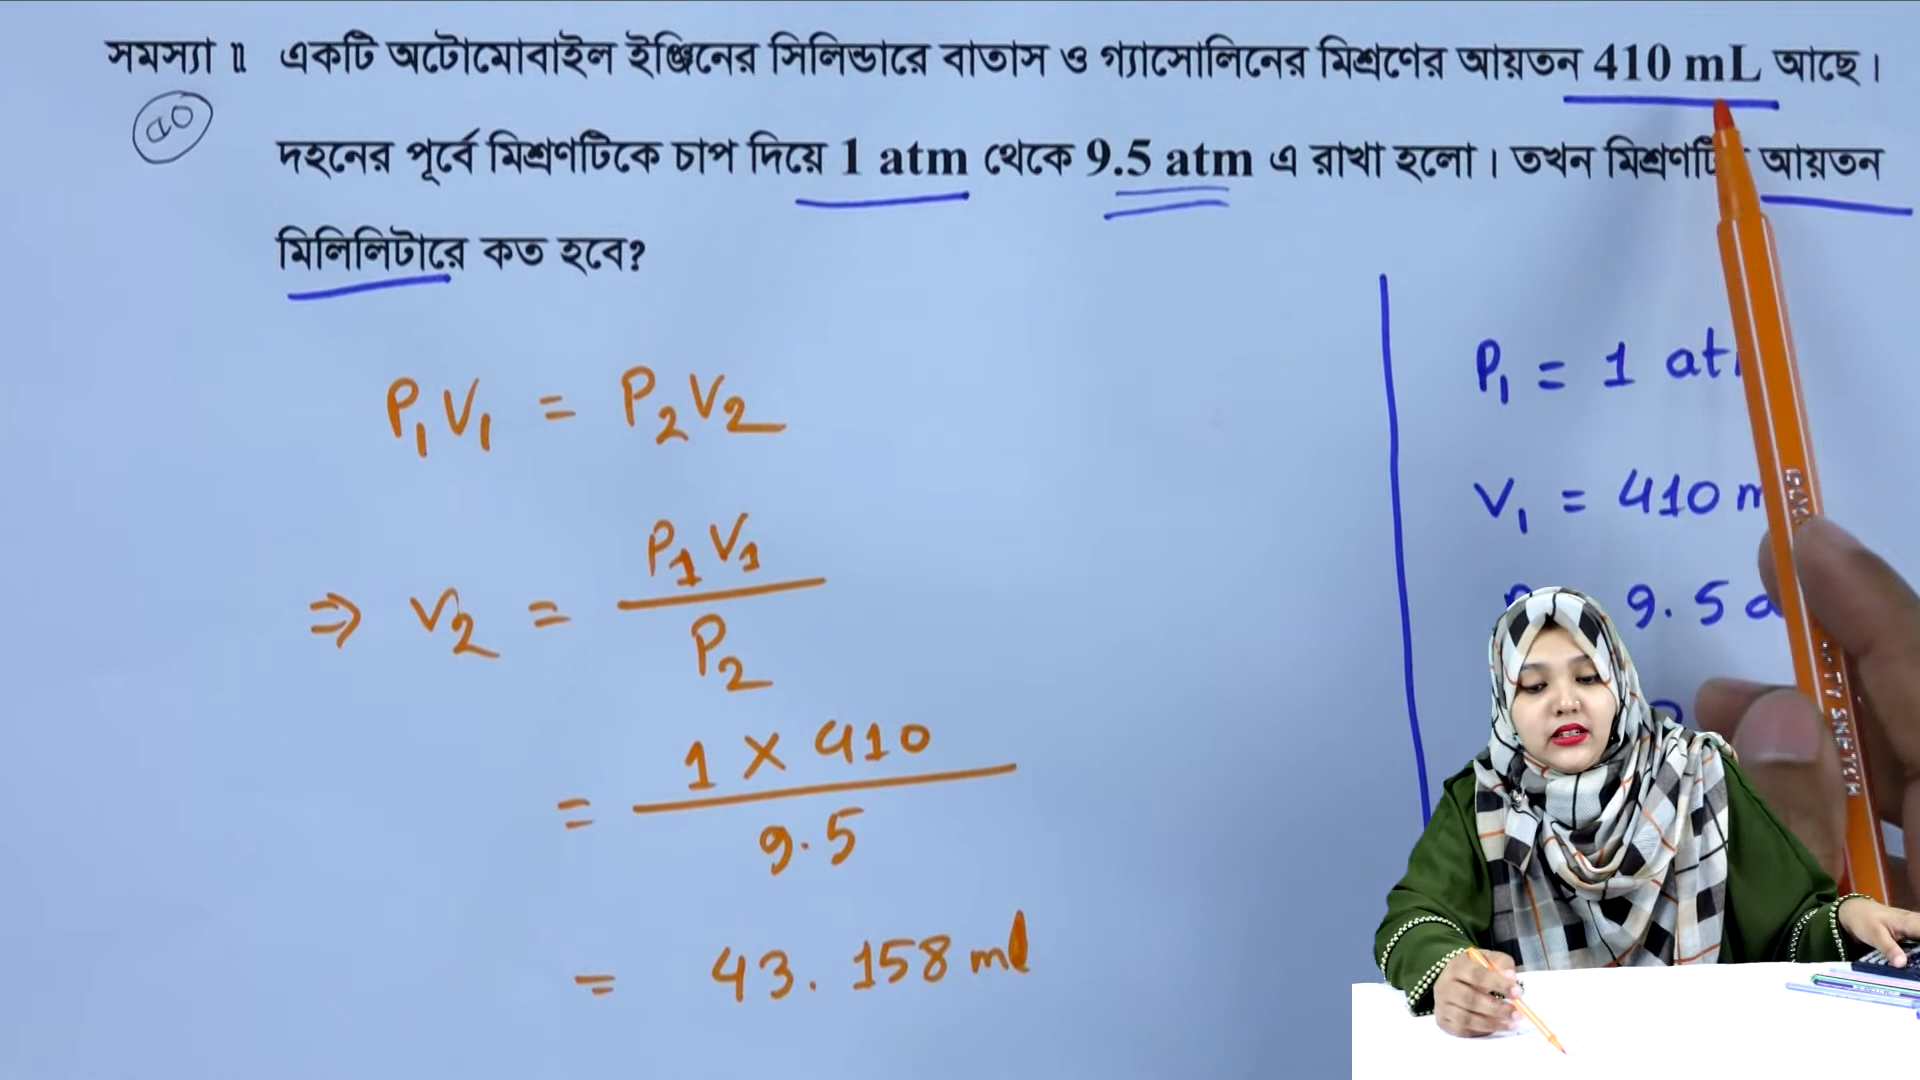 সমস্যা ॥ একটি অটোমোবাইল ইঞ্জিনের সিলিন্ডারে বাতাস ও গ্যাসোলিনের মিশ্রণের আয়তন 410 mL আছে।
দহনের পূর্বে মিশ্রণটিকে চাপ দিয়ে 1 atm থেকে 9.5 atm এ রাখা হলো। তখন মিশ্রণটি আয়তন
মিলিলিটারে কত হবে?
P₁V₁ = P₂V₂
⇒ V₂ = P₁V₁ / P₂
= 1 × 410 / 9.5
= 43.158 ml
P₁ = 1 at
V₁ = 410 m
9.5 a